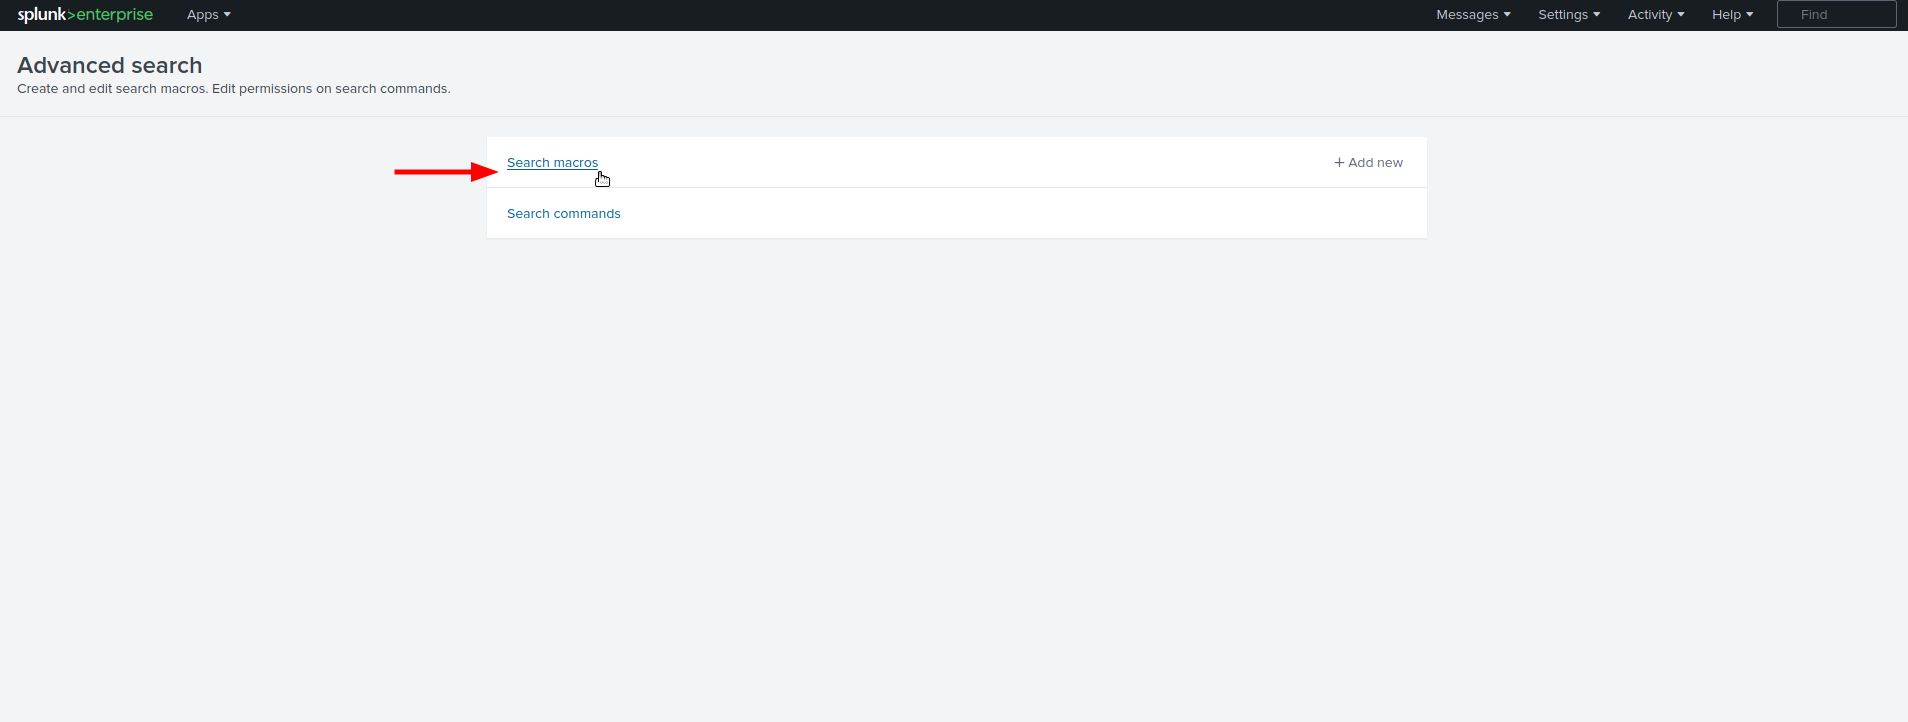 splunk>enterprise Apps Messages Settings Activity Help Find
Advanced search
Create and edit search macros. Edit permissions on search commands.
Search macros + Add new
Search commands